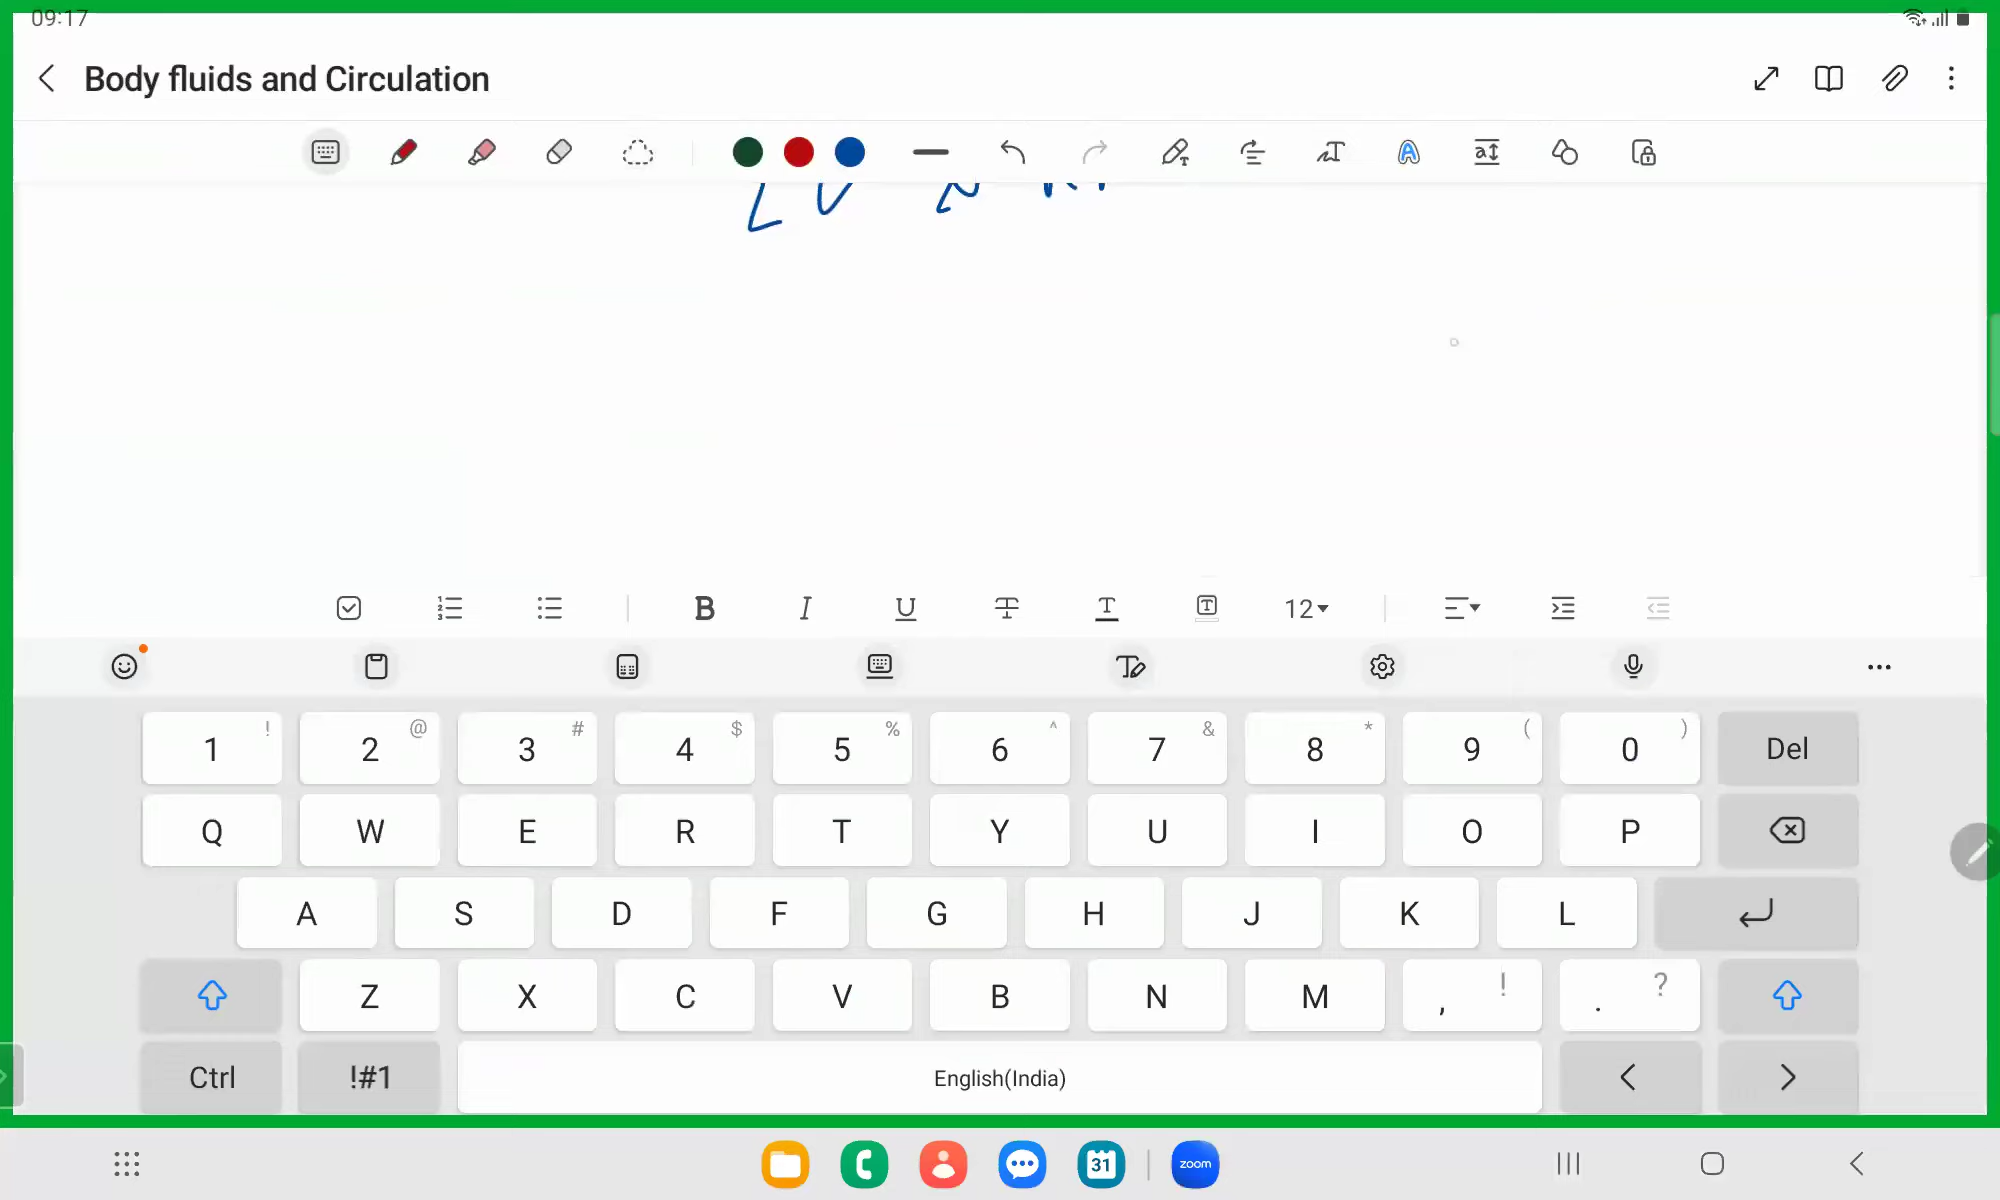 09:17
Body fluids and Circulation
12
1 ! 2 @ 3 # 4 $ 5 % 6 ^ 7 & 8 * 9 ( 0 ) Del
Q W E R T Y U I O P
A S D F G H J K L
Z X C V B N M , ! . ?
Ctrl !#1 English(India) < >
31 zoom